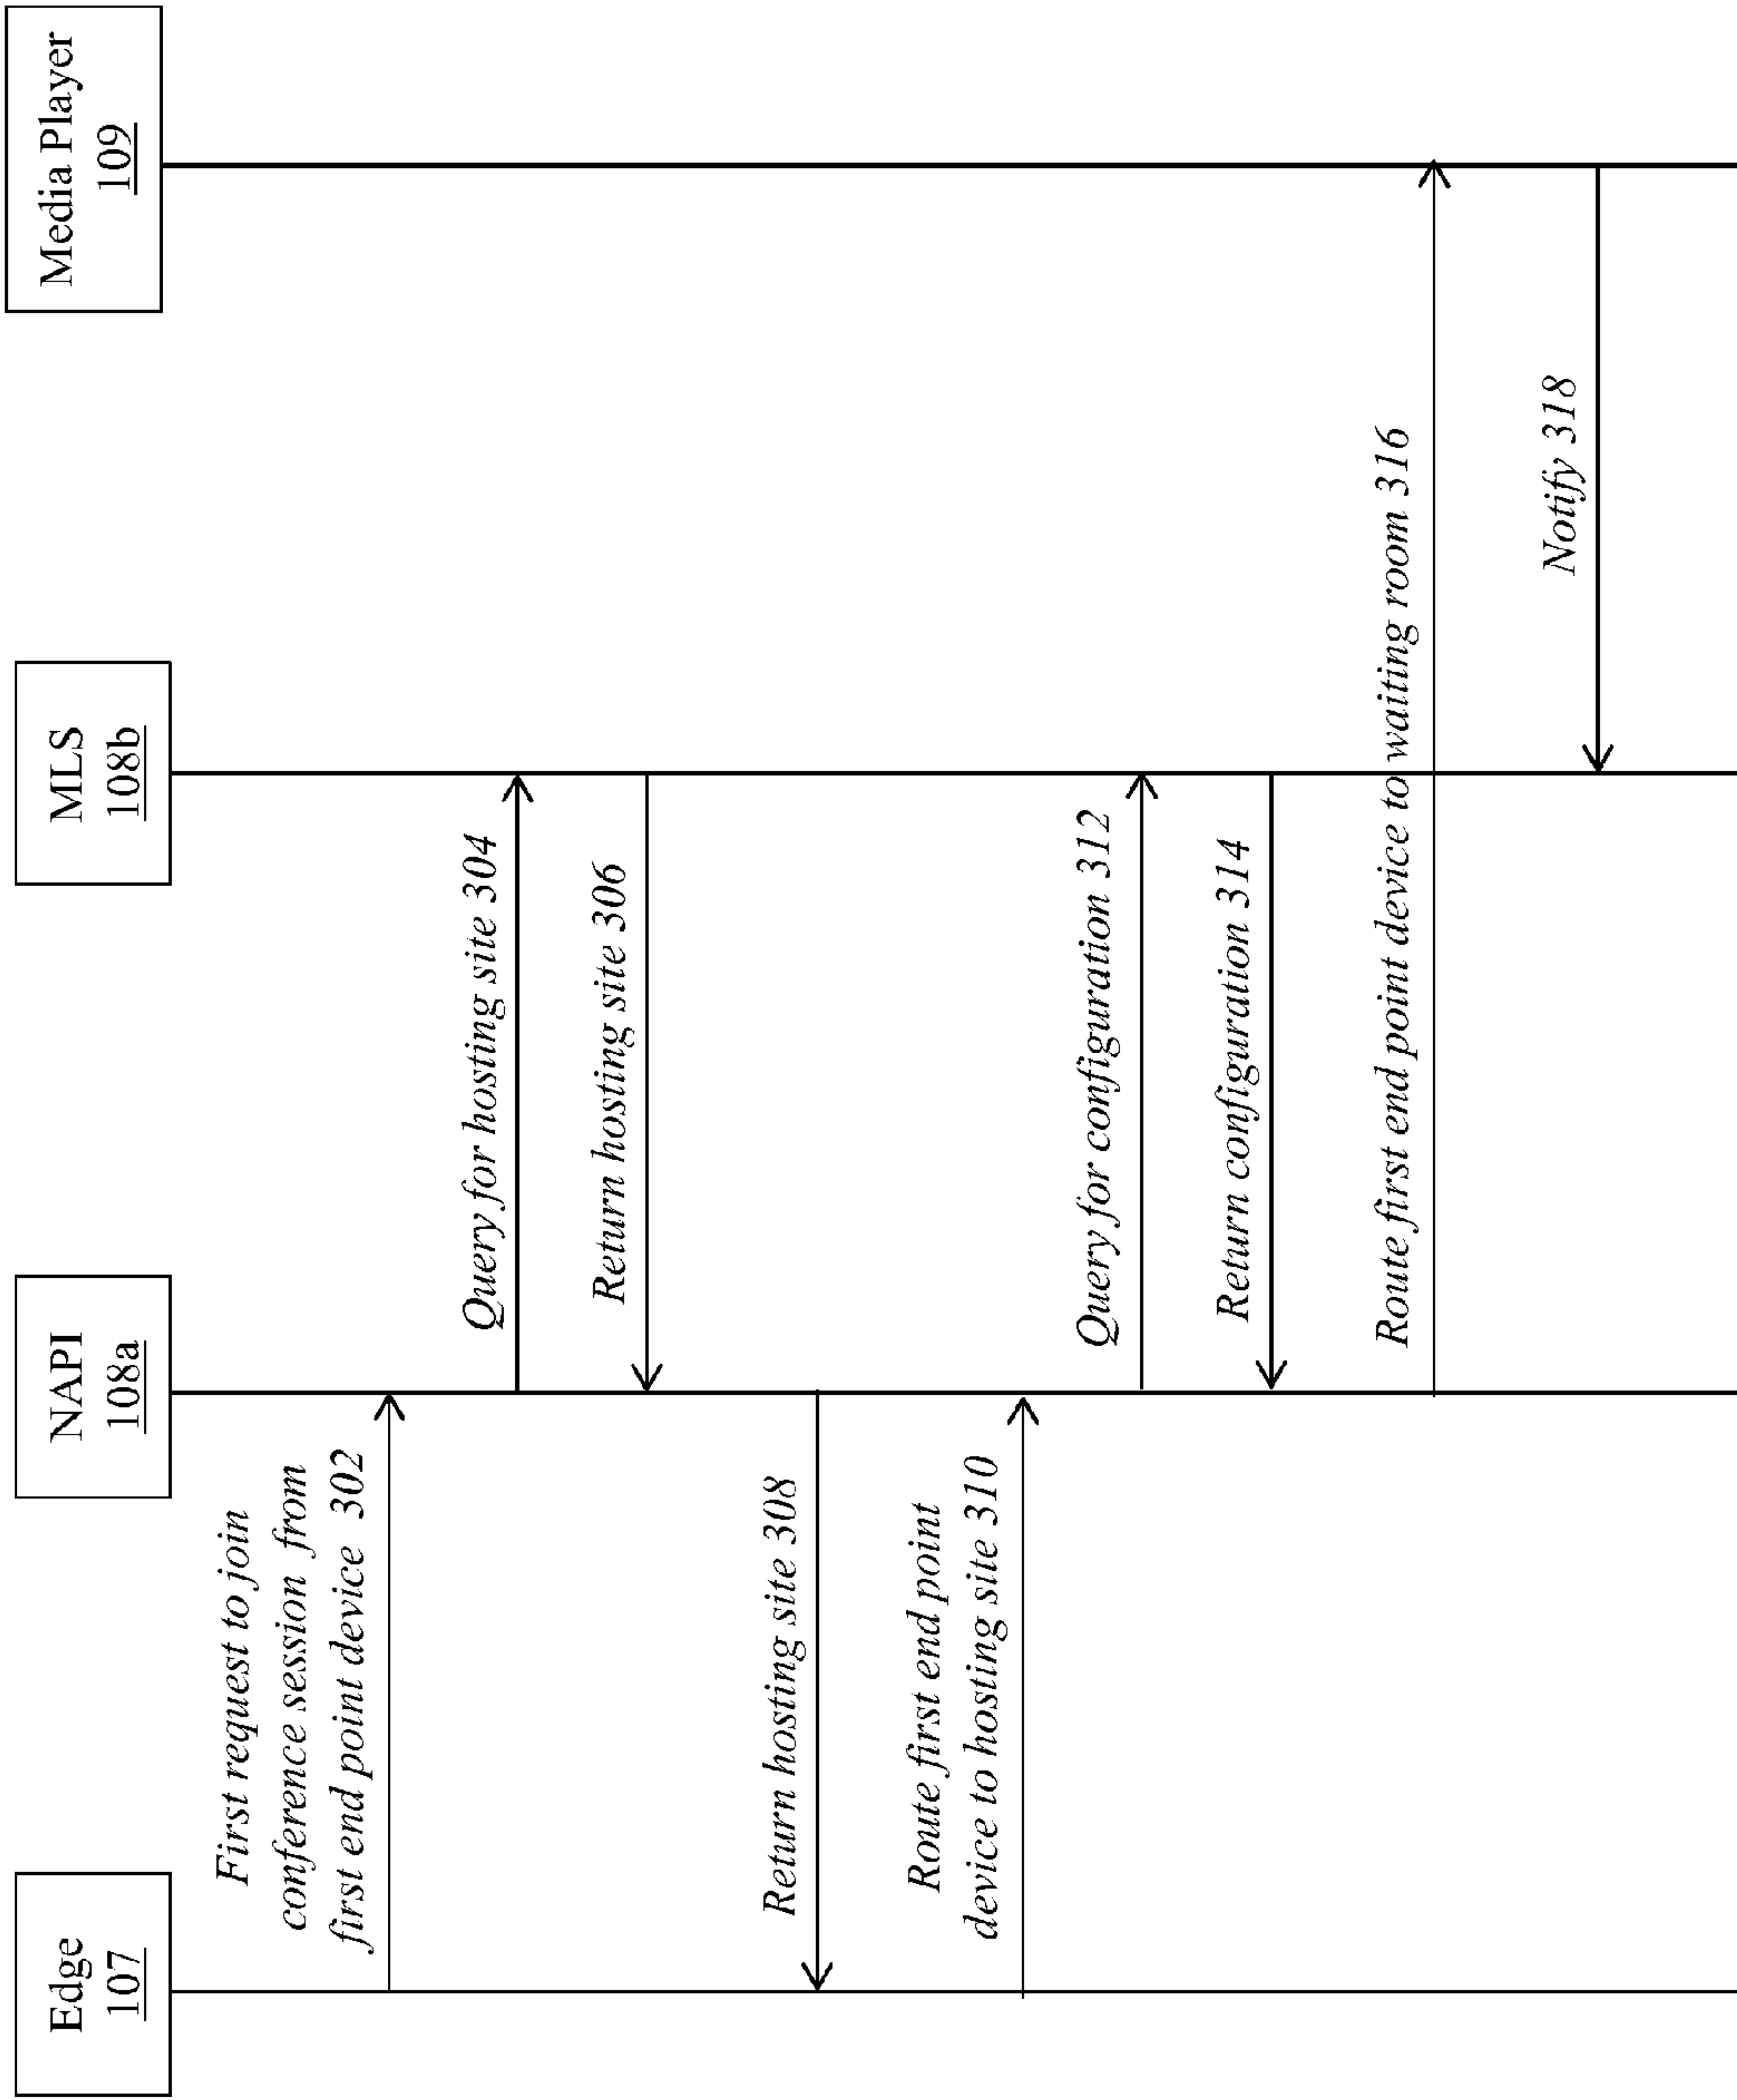 Edge
107
NAPI
108a
MLS
108b
Media Player
109
First request to join
conference session from
first end point device 302
Query for hosting site 304
Return hosting site 306
Return hosting site 308
Route first end point
device to hosting site 310
Query for configuration 312
Return configuration 314
Route first end point device to waiting room 316
Notify 318